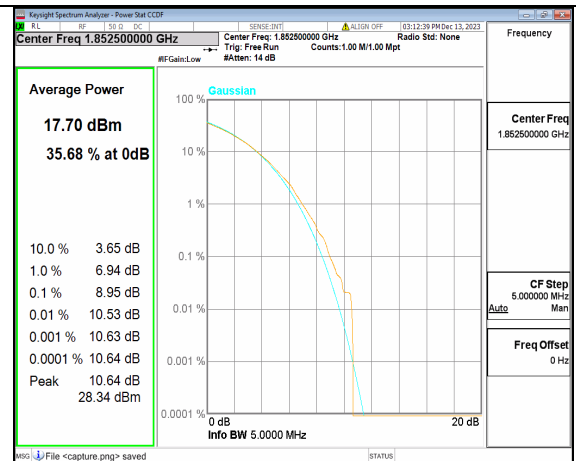 Keysight Spectrum Analyzer - Power Stat CCDF
RL RF 50 Ω DC SENSE:INT ALIGN OFF 03:12:39 PM Dec 13, 2023
Center Freq 1.852500000 GHz
Center Freq: 1.852500000 GHz Radio Std: None
Trig: Free Run Counts:1.00 M/1.00 Mpt
#IFGain:Low #Atten: 14 dB
Frequency
Average Power
17.70 dBm
35.68 % at 0dB
10.0 % 3.65 dB
1.0 % 6.94 dB
0.1 % 8.95 dB
0.01 % 10.53 dB
0.001 % 10.63 dB
0.0001 % 10.64 dB
Peak 10.64 dB
28.34 dBm
Gaussian
100 %
10 %
1 %
0.1 %
0.01 %
0.001 %
0.0001 %
0 dB 20 dB
Info BW 5.0000 MHz
Center Freq
1.852500000 GHz
CF Step
5.000000 MHz
Auto Man
Freq Offset
0 Hz
MSG File <capture.png> saved STATUS